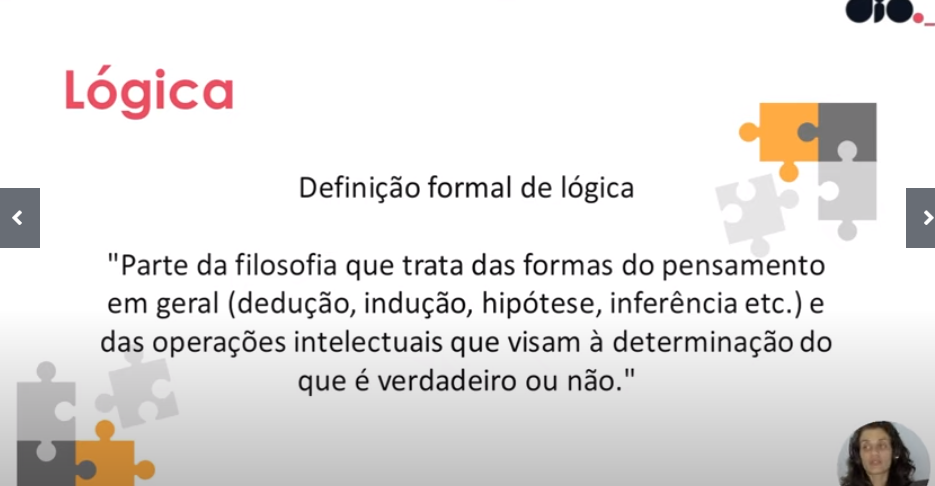 dio._
Lógica
Definição formal de lógica
"Parte da filosofia que trata das formas do pensamento
em geral (dedução, indução, hipótese, inferência etc.) e
das operações intelectuais que visam à determinação do
que é verdadeiro ou não."